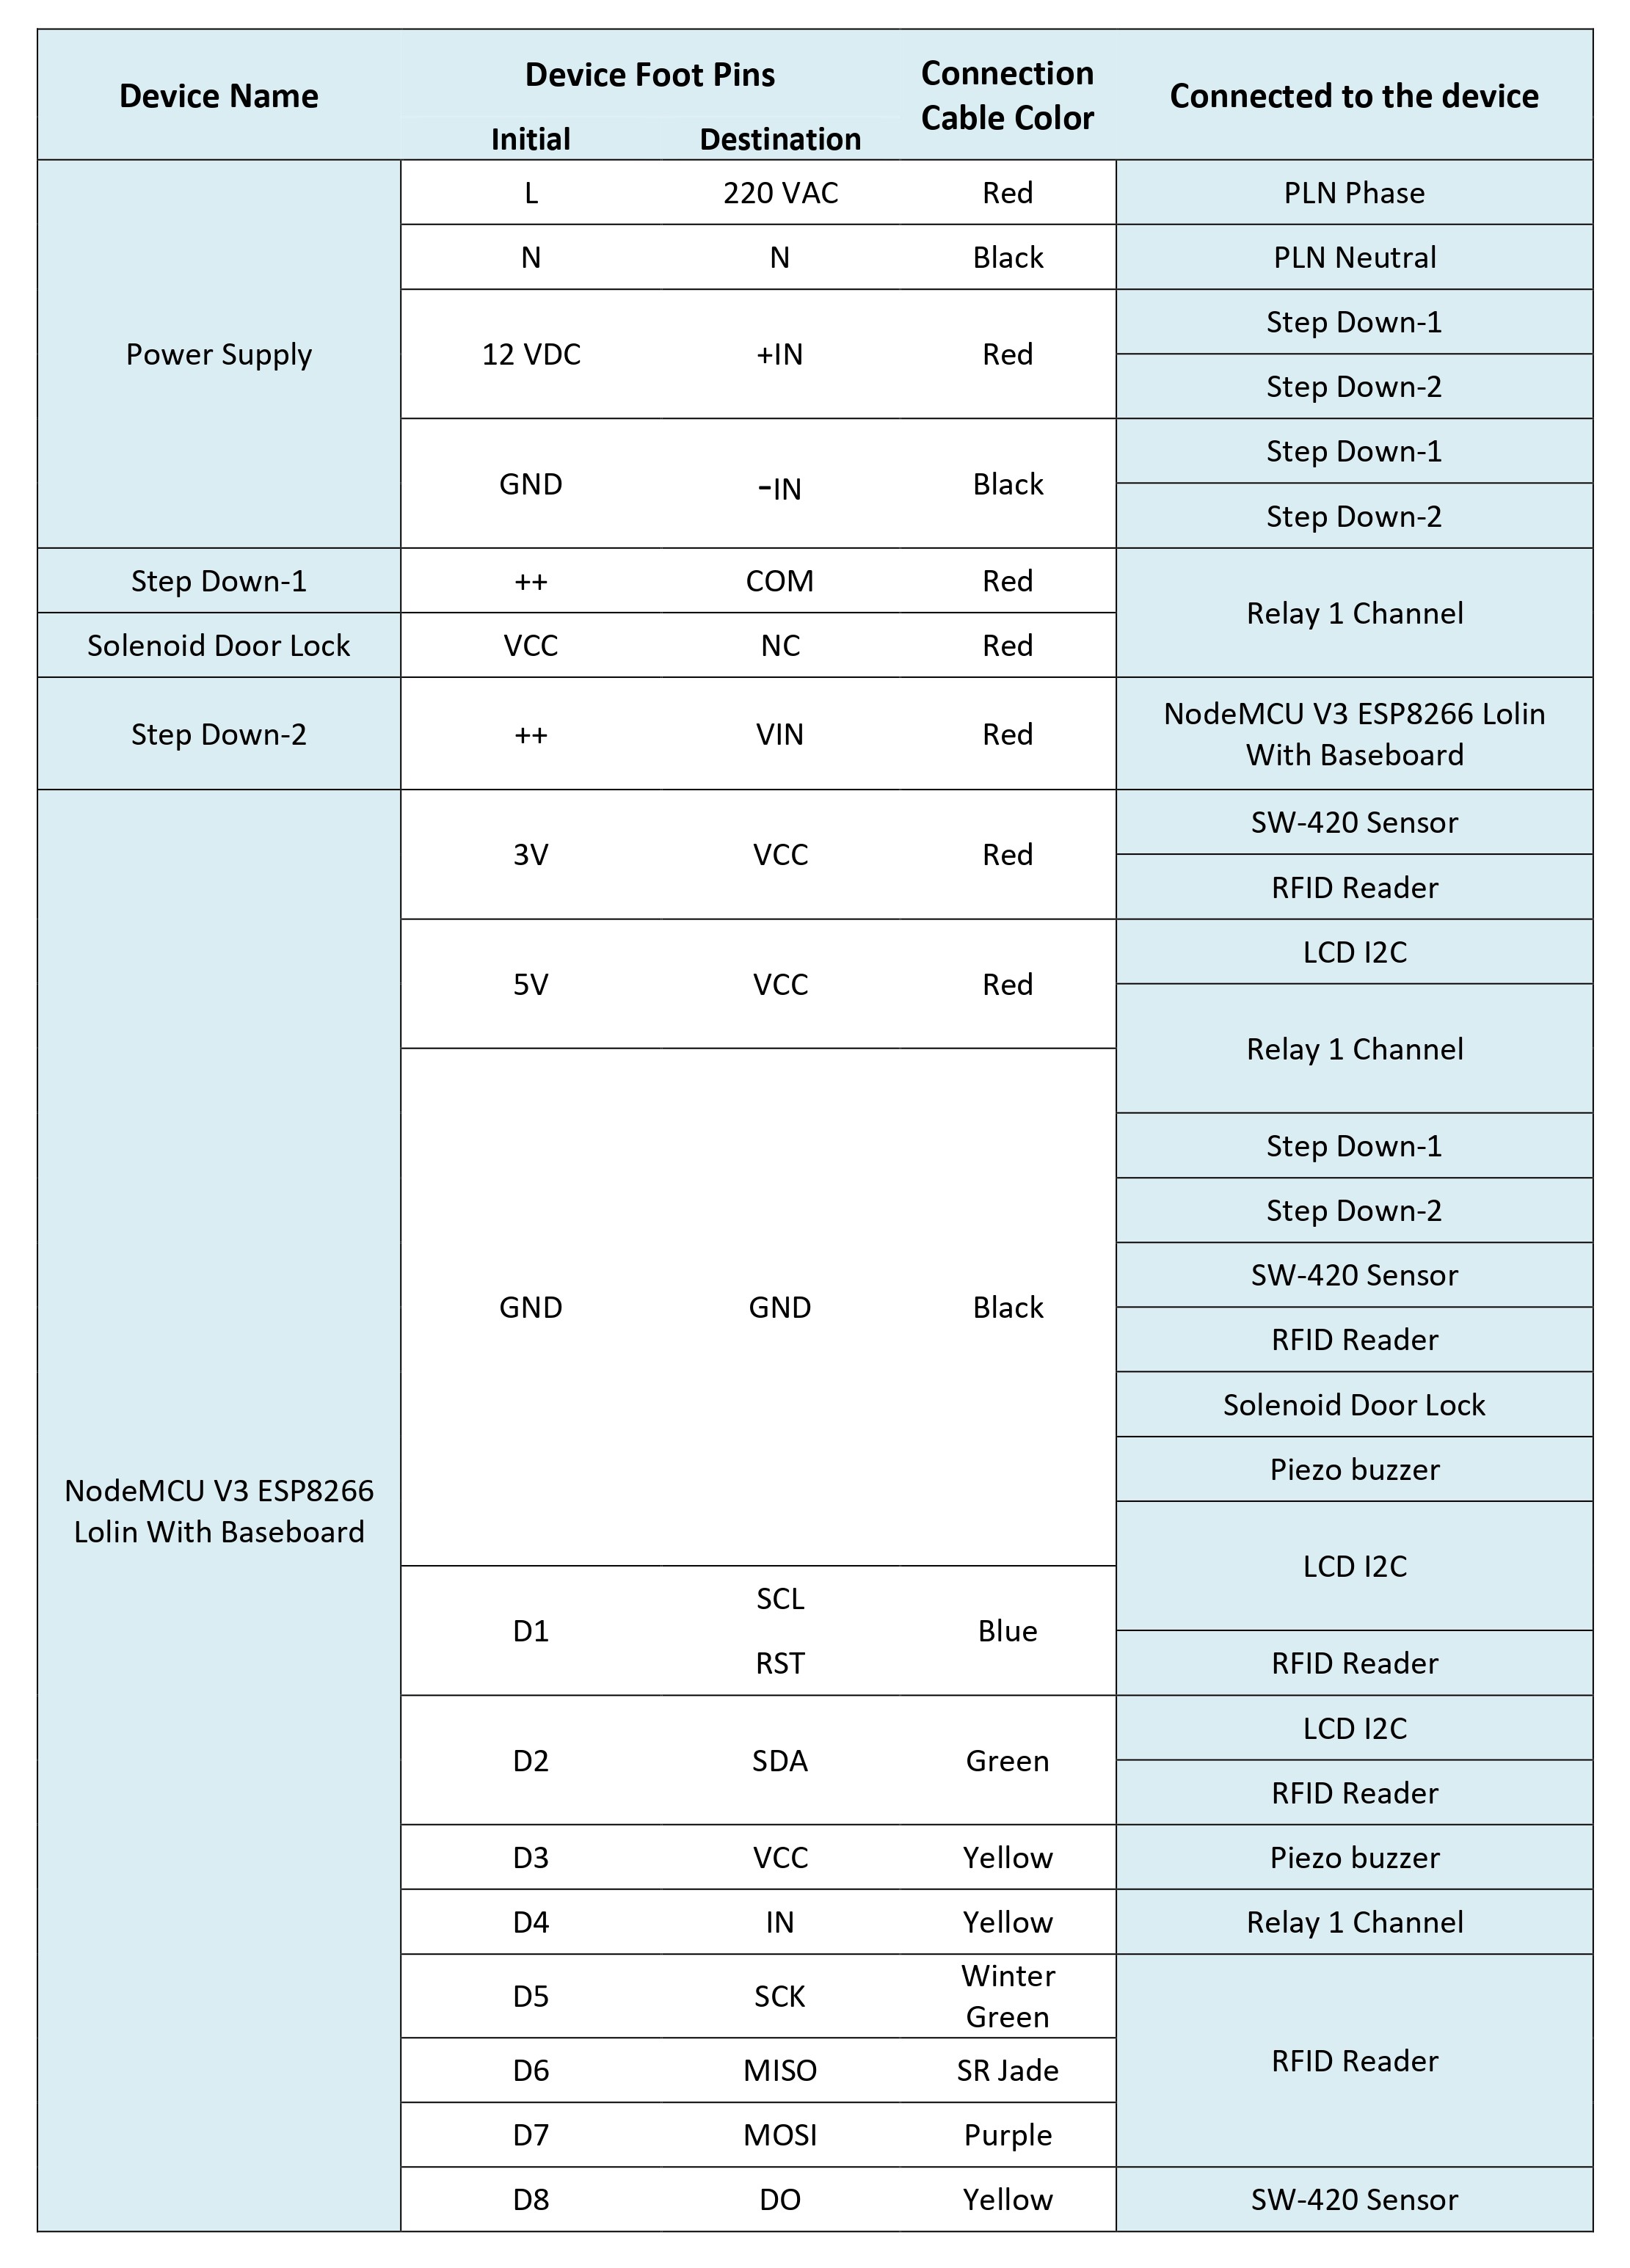 Device Name
Device Foot Pins
Connection
Cable Color
Connected to the device
Initial
Destination
Power Supply
L
220 VAC
Red
PLN Phase
N
N
Black
PLN Neutral
12 VDC
+IN
Red
Step Down-1
Step Down-2
GND
-IN
Black
Step Down-1
Step Down-2
Step Down-1
++
COM
Red
Relay 1 Channel
Solenoid Door Lock
VCC
NC
Red
Step Down-2
++
VIN
Red
NodeMCU V3 ESP8266 Lolin
With Baseboard
NodeMCU V3 ESP8266
Lolin With Baseboard
3V
VCC
Red
SW-420 Sensor
RFID Reader
5V
VCC
Red
LCD I2C
Relay 1 Channel
GND
GND
Black
Step Down-1
Step Down-2
SW-420 Sensor
RFID Reader
Solenoid Door Lock
Piezo buzzer
LCD I2C
D1
SCL
RST
Blue
RFID Reader
D2
SDA
Green
LCD I2C
RFID Reader
D3
VCC
Yellow
Piezo buzzer
D4
IN
Yellow
Relay 1 Channel
D5
SCK
Winter
Green
RFID Reader
D6
MISO
SR Jade
D7
MOSI
Purple
D8
DO
Yellow
SW-420 Sensor